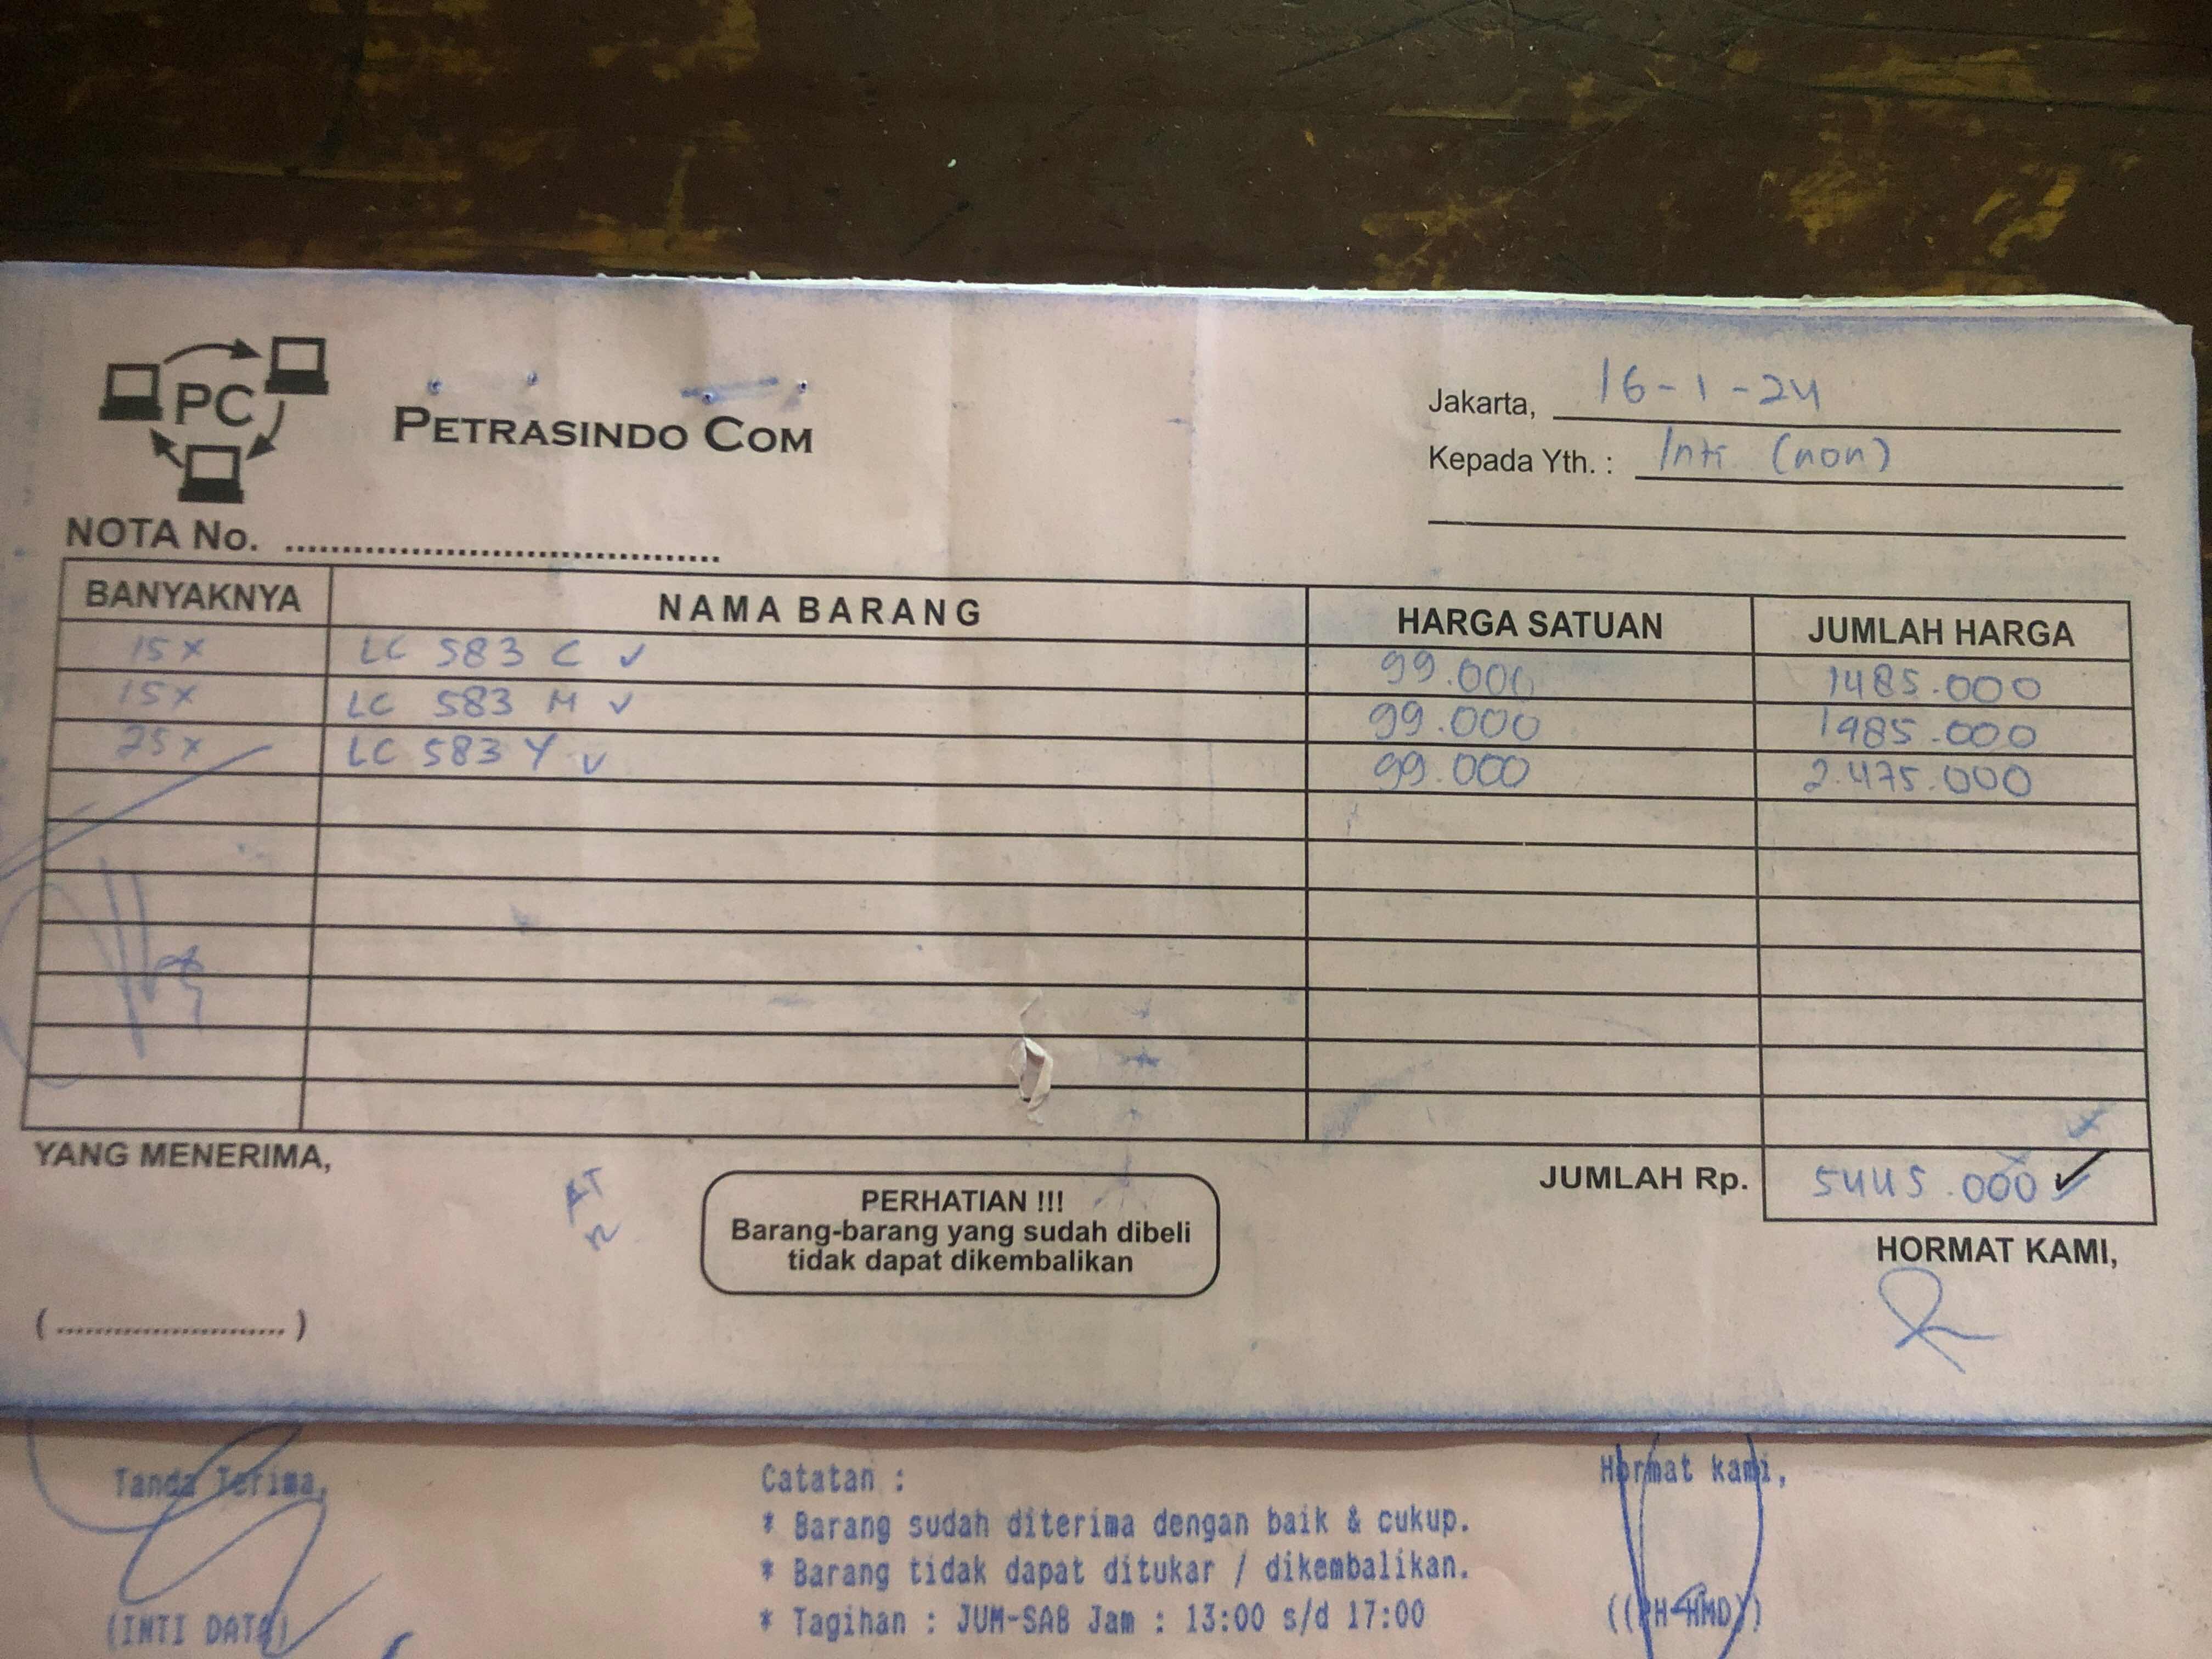 PC
PETRASINDO COM
Jakarta, 16-1-24
Kepada Yth. : Inti (non)
NOTA No. ......................................
BANYAKNYA NAMA BARANG HARGA SATUAN JUMLAH HARGA
15 x LC 583 C ✓ 99.000 1485.000
15 x LC 583 M ✓ 99.000 1485.000
25 x LC 583 Y ✓ 99.000 2.475.000
YANG MENERIMA,
JUMLAH Rp. 5445.000 ✓
PERHATIAN !!!
Barang-barang yang sudah dibeli
tidak dapat dikembalikan
HORMAT KAMI,
( ........................ )
Tanda Terima, Catatan : Hormat kami,
* Barang sudah diterima dengan baik & cukup.
* Barang tidak dapat ditukar / dikembalikan.
(INTI DATA) * Tagihan : JUM-SAB Jam : 13:00 s/d 17:00